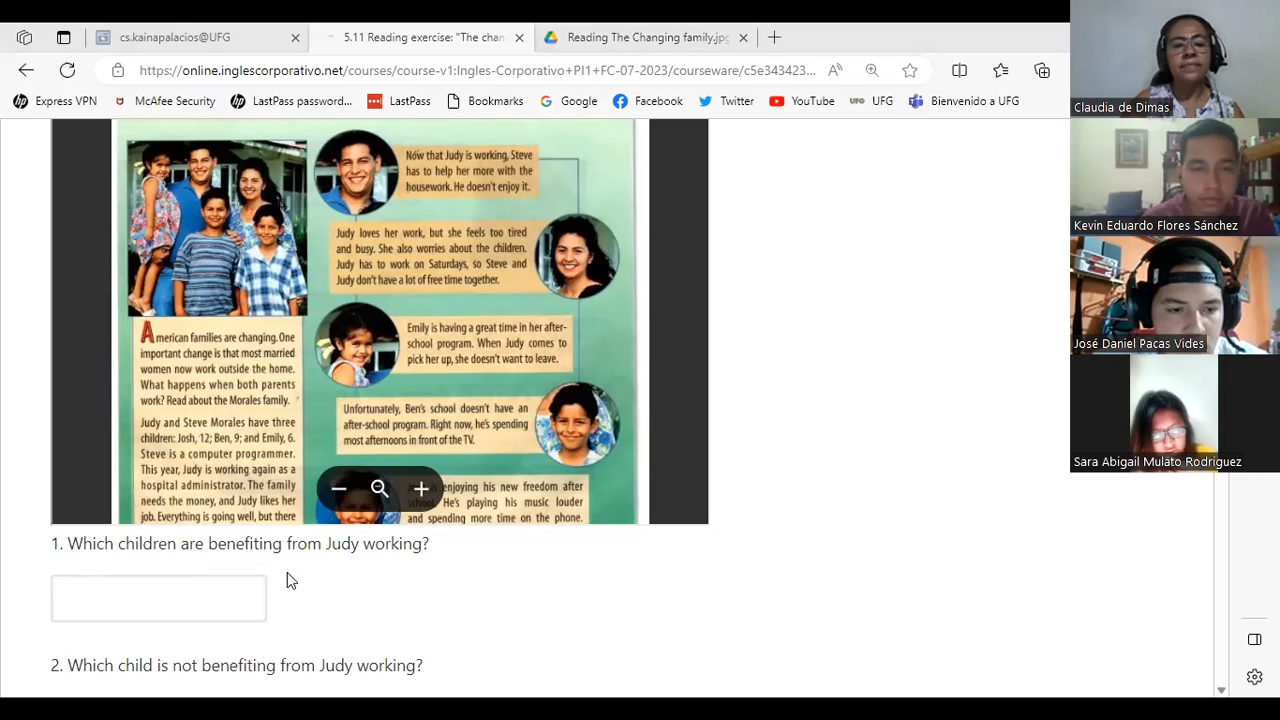 cs.kainapalacios@UFG
5.11 Reading exercise: "The chan
Reading The Changing family.jpg
https://online.inglescorporativo.net/courses/course-v1:Ingles-Corporativo+PI1+FC-07-2023/courseware/c5e343423...
Express VPN
McAfee Security
LastPass password...
LastPass
Bookmarks
Google
Facebook
Twitter
YouTube
UFG
Bienvenido a UFG
Now that Judy is working, Steve
has to help her more with the
housework. He doesn't enjoy it.
Judy loves her work, but she feels too tired
and busy. She also worries about the children.
Judy has to work on Saturdays, so Steve and
Judy don't have a lot of free time together.
Emily is having a great time in her after-
school program. When Judy comes to
pick her up, she doesn't want to leave.
Unfortunately, Ben's school doesn't have an
after-school program. Right now, he's spending
most afternoons in front of the TV.
enjoying his new freedom after
He's playing his music louder
and spending more time on the phone.
American families are changing. One
important change is that most married
women now work outside the home.
What happens when both parents
work? Read about the Morales family.
Judy and Steve Morales have three
children: Josh, 12; Ben, 9; and Emily, 6.
Steve is a computer programmer.
This year, Judy is working again as a
hospital administrator. The family
needs the money, and Judy likes her
job. Everything is going well, but there
1. Which children are benefiting from Judy working?
2. Which child is not benefiting from Judy working?
Claudia de Dimas
Kevin Eduardo Flores Sánchez
José Daniel Pacas Vides
Sara Abigail Mulato Rodriguez